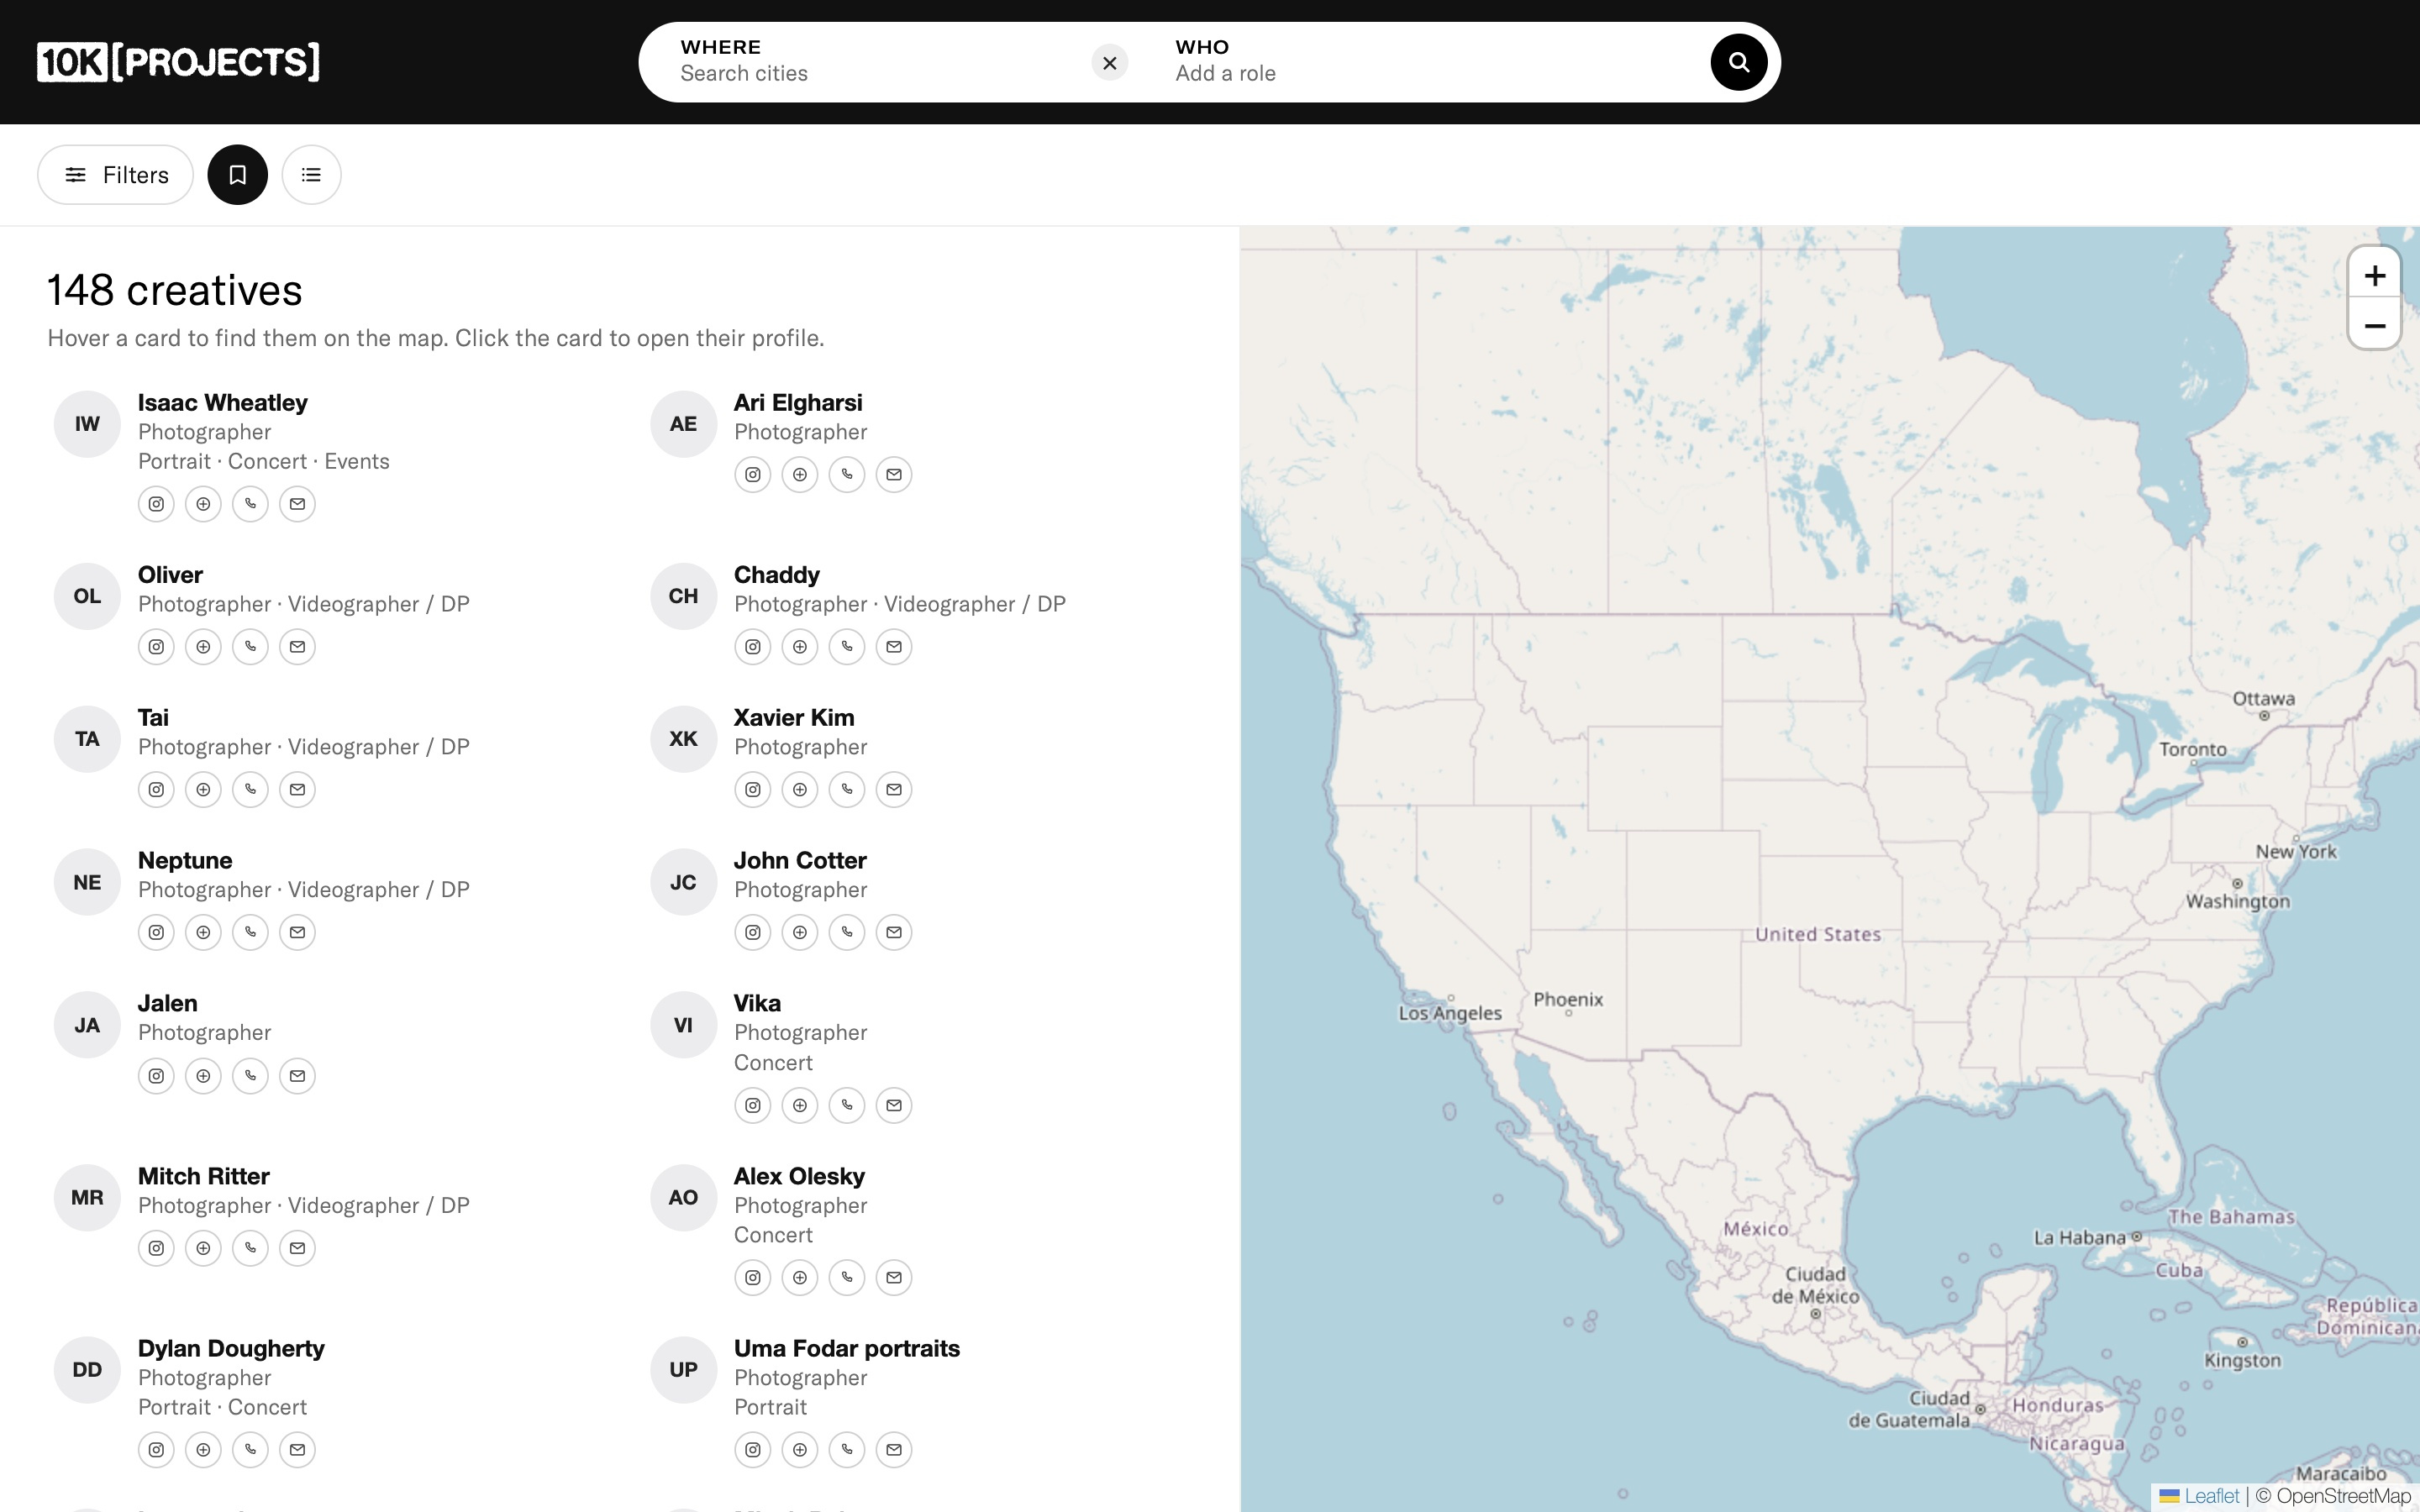 10K[PROJECTS]
WHERE
Search cities
WHO
Add a role
Filters
148 creatives
Hover a card to find them on the map. Click the card to open their profile.
IW
Isaac Wheatley
Photographer
Portrait · Concert · Events
AE
Ari Elgharsi
Photographer
OL
Oliver
Photographer · Videographer / DP
CH
Chaddy
Photographer · Videographer / DP
TA
Tai
Photographer · Videographer / DP
XK
Xavier Kim
Photographer
NE
Neptune
Photographer · Videographer / DP
JC
John Cotter
Photographer
JA
Jalen
Photographer
VI
Vika
Photographer
Concert
MR
Mitch Ritter
Photographer · Videographer / DP
AO
Alex Olesky
Photographer
Concert
DD
Dylan Dougherty
Photographer
Portrait · Concert
UP
Uma Fodar portraits
Photographer
Portrait
+
−
Ottawa
Toronto
New York
Washington
United States
Los Angeles
Phoenix
México
Ciudad
de México
La Habana
The Bahamas
Cuba
República
Dominican
Kingston
Ciudad
de Guatemala
Honduras
Nicaragua
Maracaibo
Leaflet | © OpenStreetMap